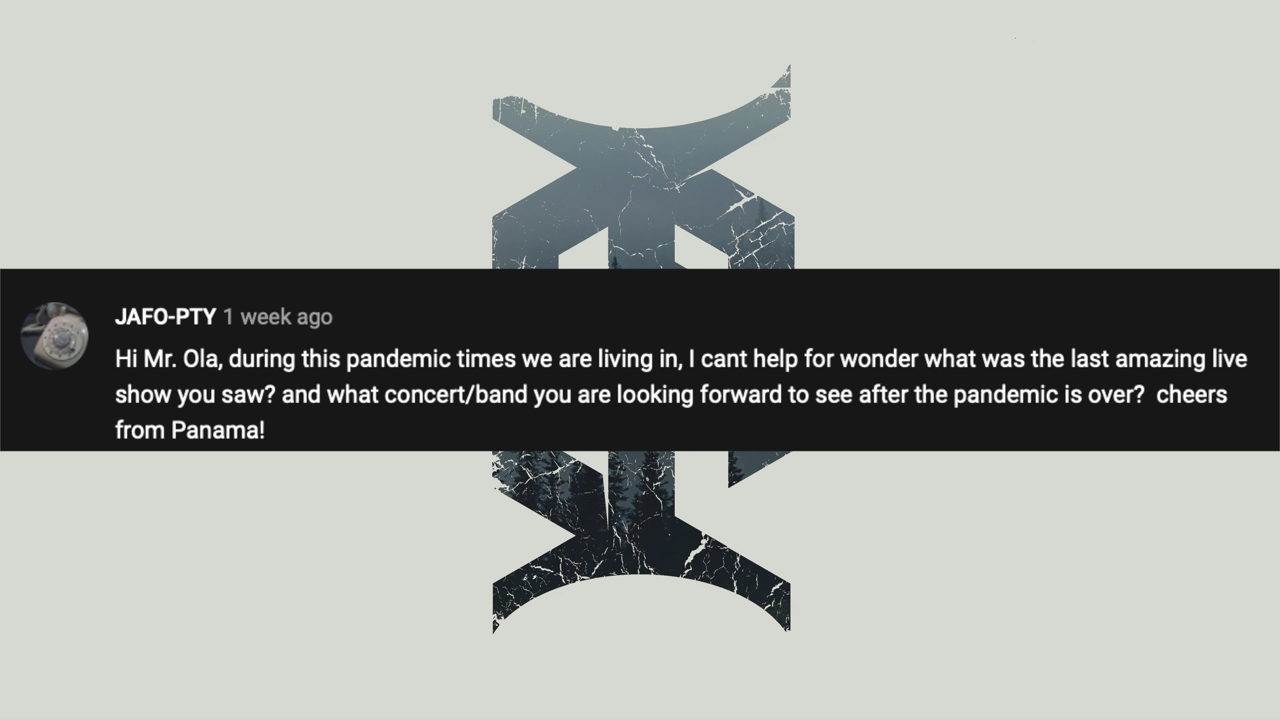 JAFO-PTY 1 week ago
Hi Mr. Ola, during this pandemic times we are living in, I cant help for wonder what was the last amazing live
show you saw? and what concert/band you are looking forward to see after the pandemic is over?  cheers
from Panama!